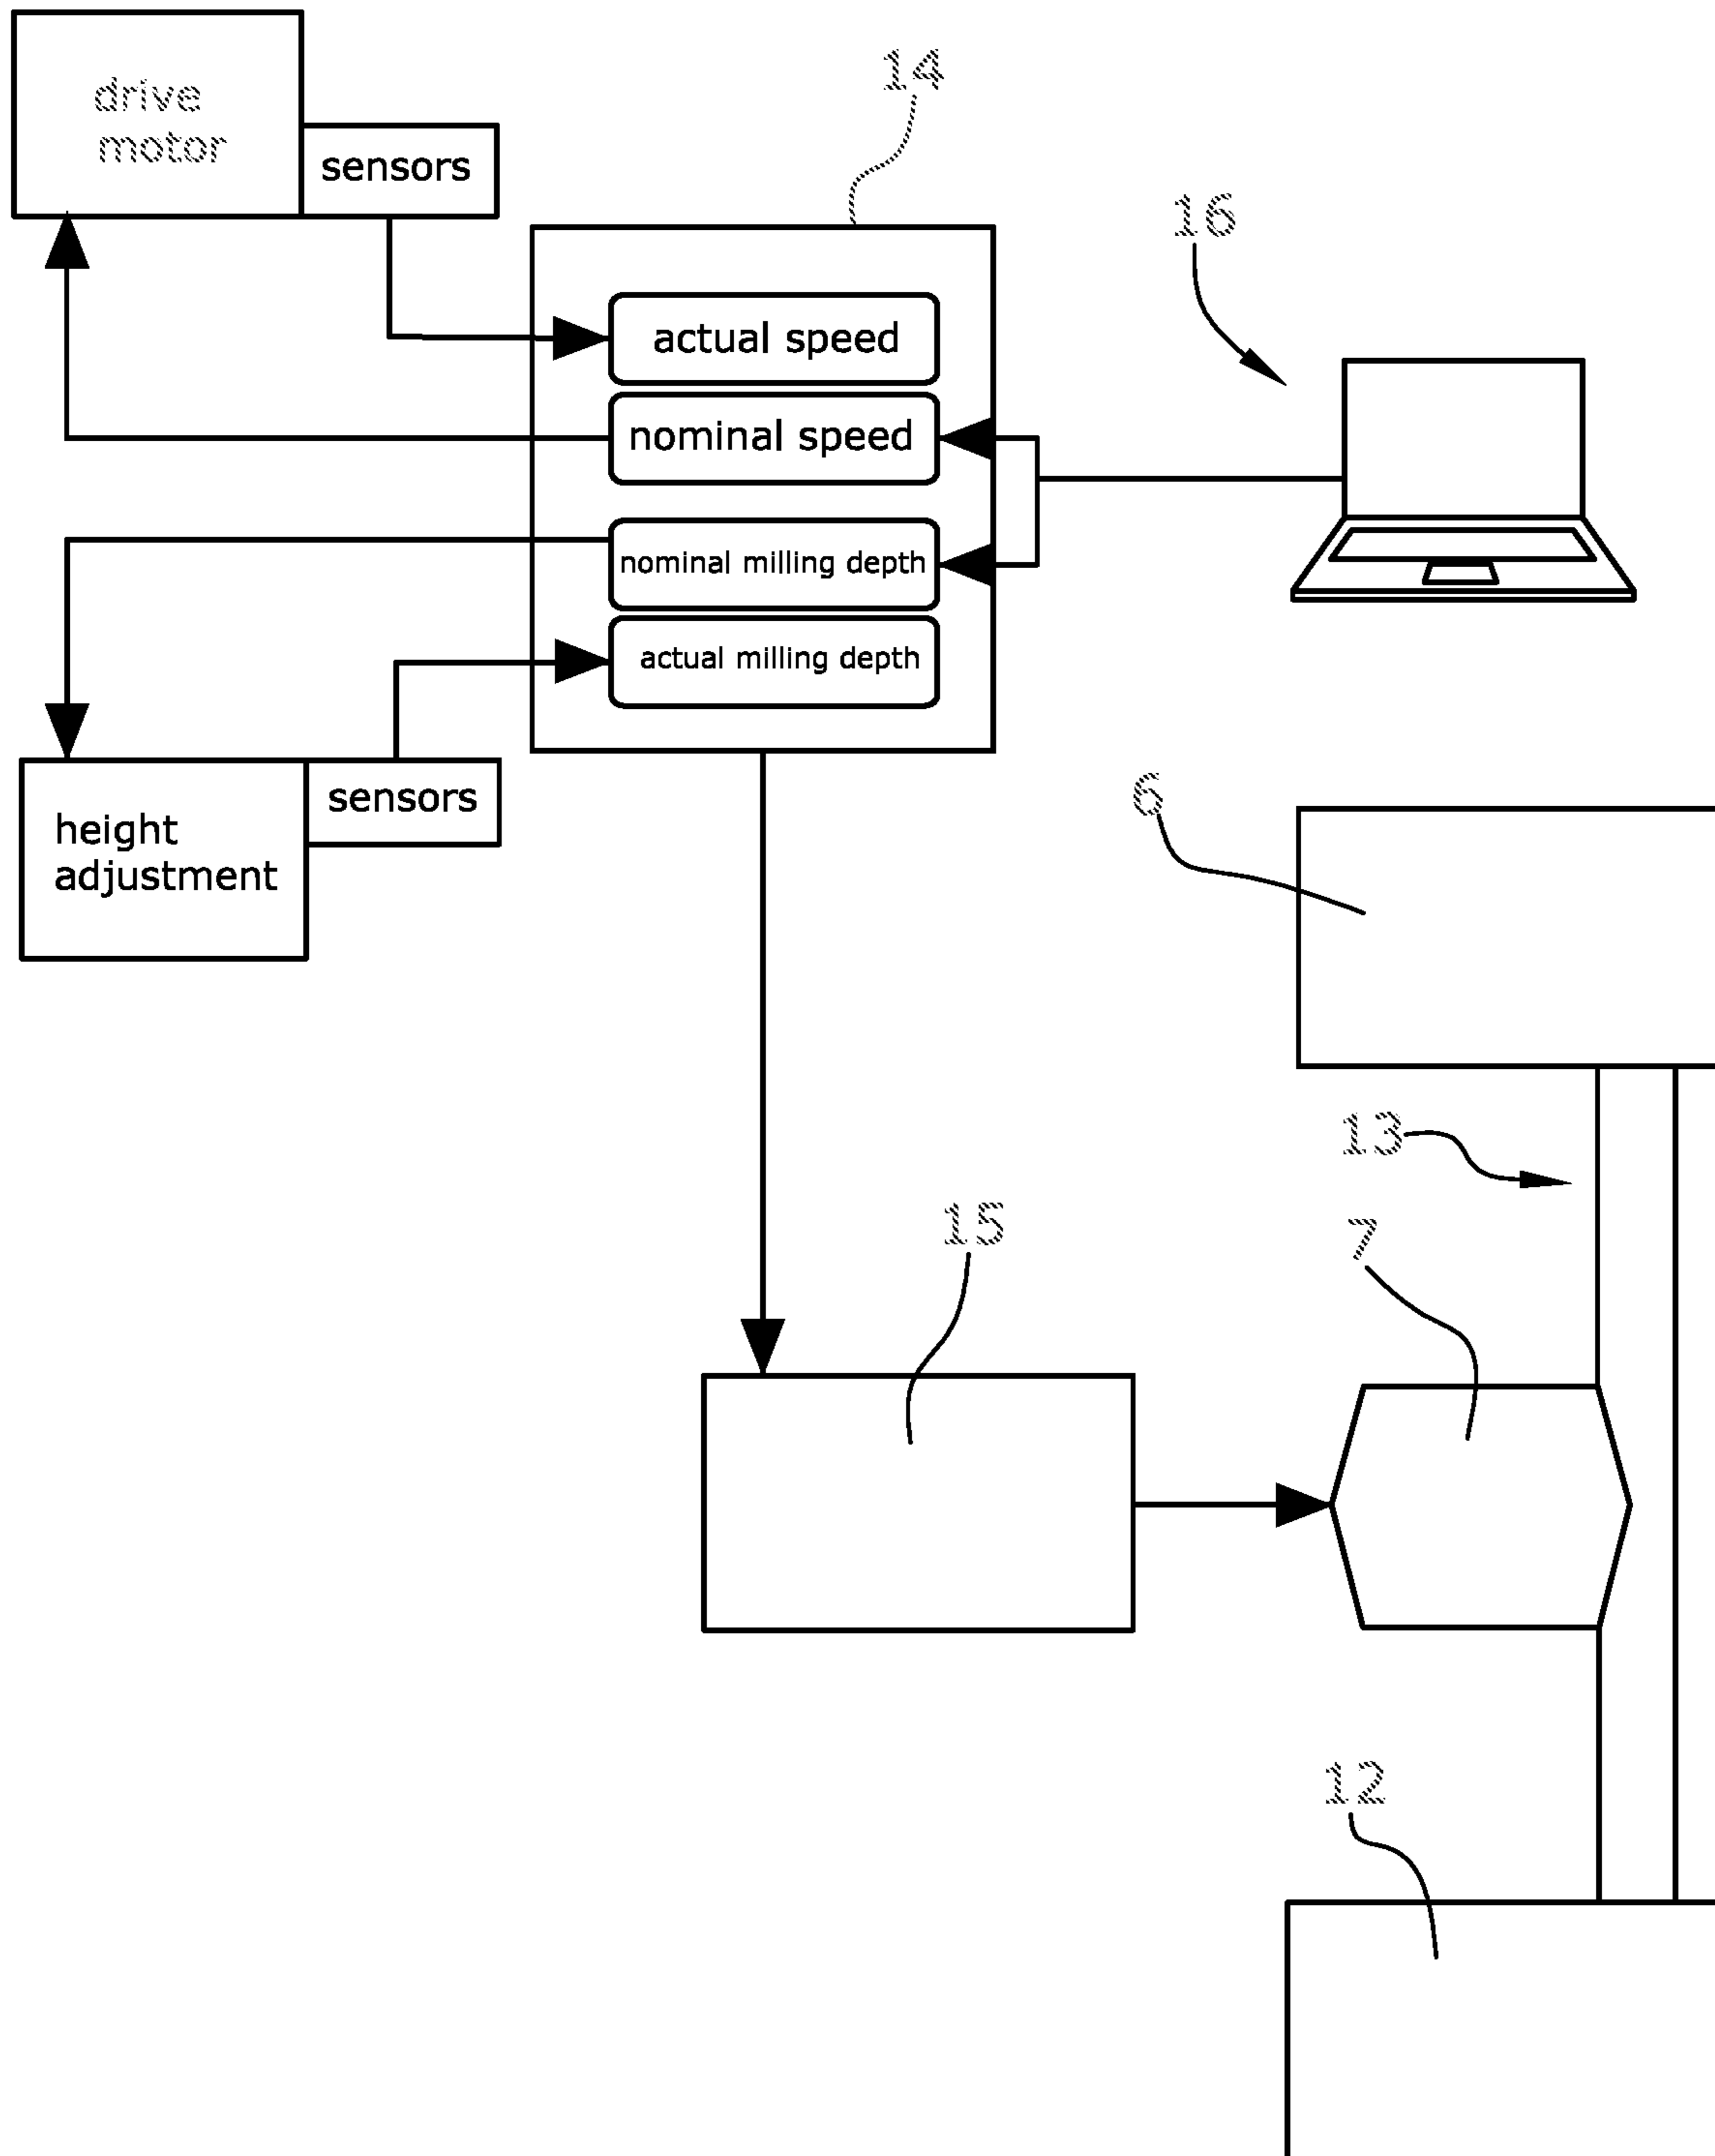 drive
motor
sensors
14
16
actual speed
nominal speed
nominal milling depth
actual milling depth
sensors
height
adjustment
6
13
15
7
12